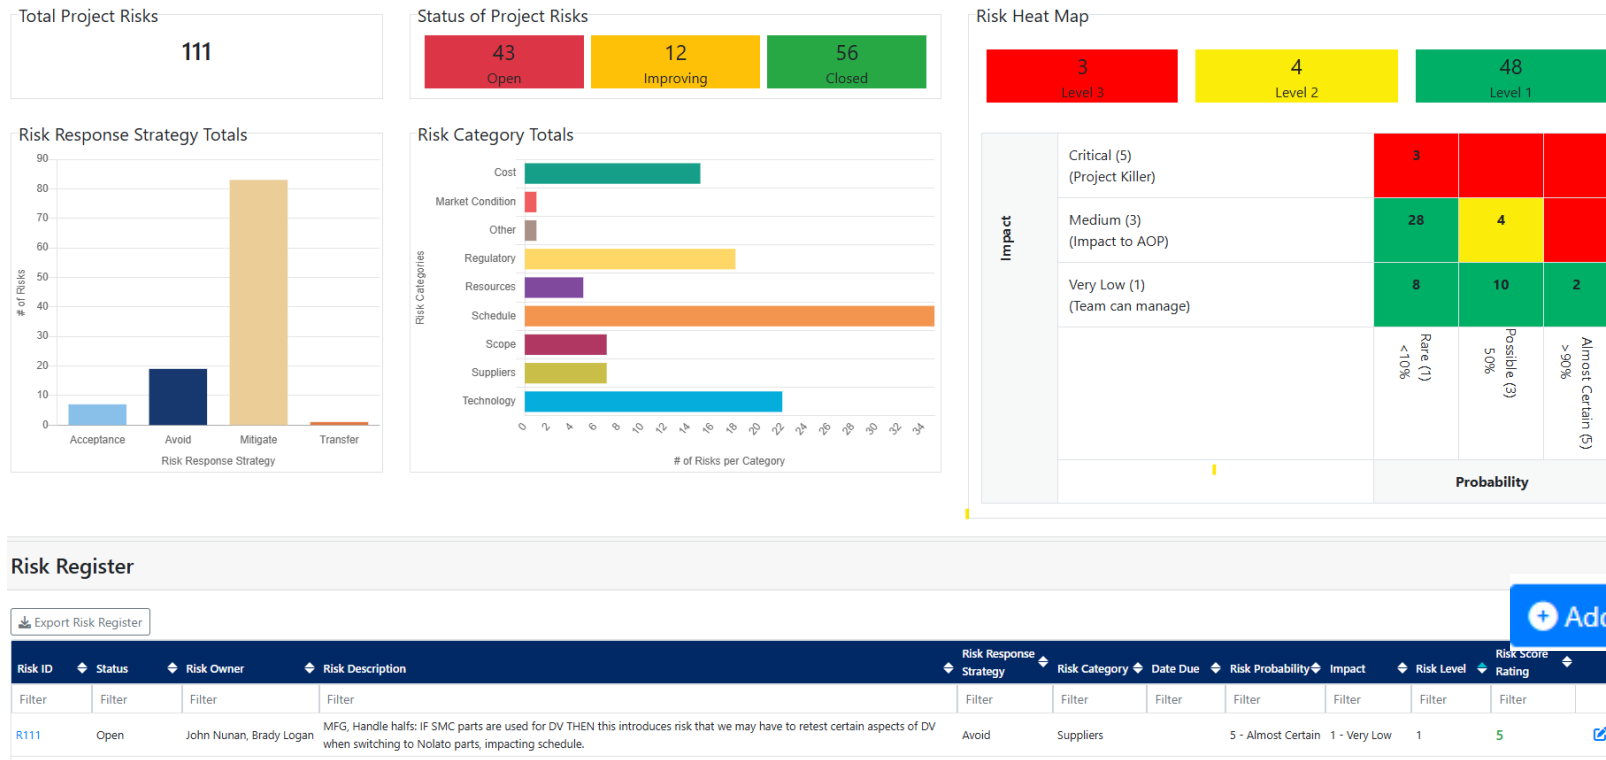 Total Project Risks
111
Status of Project Risks
43
Open
12
Improving
56
Closed
Risk Heat Map
3
Level 3
4
Level 2
48
Level 1
Risk Response Strategy Totals
90
80
70
60
50
40
30
20
10
0
# of Risks
Acceptance
Avoid
Mitigate
Transfer
Risk Response Strategy
Risk Category Totals
Risk Categories
Cost
Market Condition
Other
Regulatory
Resources
Schedule
Scope
Suppliers
Technology
0 2 4 6 8 10 12 14 16 18 20 22 24 26 28 30 32 34
# of Risks per Category
Impact
Critical (5)
(Project Killer)
3
Medium (3)
(Impact to AOP)
28 4
Very Low (1)
(Team can manage)
8 10 2
Rare (1)
<10%
Possible (3)
50%
Almost Certain (5)
>90%
Probability
Risk Register
Export Risk Register
Add
Risk ID Status Risk Owner Risk Description Risk Response Strategy Risk Category Date Due Risk Probability Impact Risk Level Risk Score Rating
Filter Filter Filter Filter Filter Filter Filter Filter Filter Filter Filter
R111 Open John Nunan, Brady Logan MFG, Handle halfs: IF SMC parts are used for DV THEN this introduces risk that we may have to retest certain aspects of DV
when switching to Nolato parts, impacting schedule.
Avoid Suppliers 5 - Almost Certain 1 - Very Low 1 5